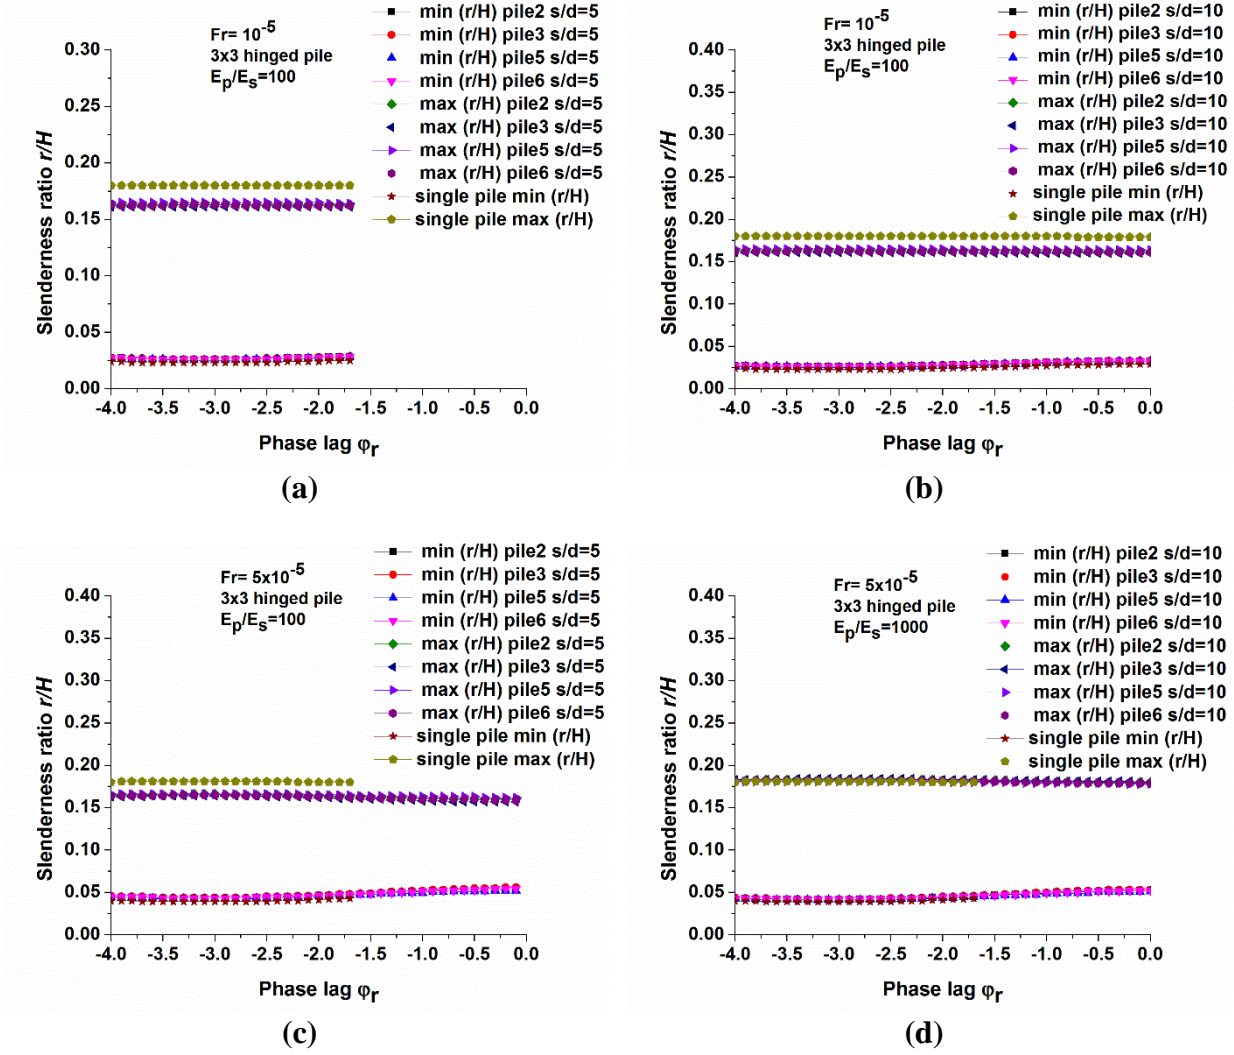 Fr= 10^-5
3x3 hinged pile
E_p/E_s=100
min (r/H) pile2 s/d=5
min (r/H) pile3 s/d=5
min (r/H) pile5 s/d=5
min (r/H) pile6 s/d=5
max (r/H) pile2 s/d=5
max (r/H) pile3 s/d=5
max (r/H) pile5 s/d=5
max (r/H) pile6 s/d=5
single pile min (r/H)
single pile max (r/H)
Slenderness ratio r/H
0.30
0.25
0.20
0.15
0.10
0.05
0.00
-4.0 -3.5 -3.0 -2.5 -2.0 -1.5 -1.0 -0.5 0.0
Phase lag φ_r
(a)
Fr= 10^-5
3x3 hinged pile
E_p/E_s=100
min (r/H) pile2 s/d=10
min (r/H) pile3 s/d=10
min (r/H) pile5 s/d=10
min (r/H) pile6 s/d=10
max (r/H) pile2 s/d=10
max (r/H) pile3 s/d=10
max (r/H) pile5 s/d=10
max (r/H) pile6 s/d=10
single pile min (r/H)
single pile max (r/H)
Slenderness ratio r/H
0.40
0.35
0.30
0.25
0.20
0.15
0.10
0.05
0.00
-4.0 -3.5 -3.0 -2.5 -2.0 -1.5 -1.0 -0.5 0.0
Phase lag φ_r
(b)
Fr= 5x10^-5
3x3 hinged pile
E_p/E_s=100
min (r/H) pile2 s/d=5
min (r/H) pile3 s/d=5
min (r/H) pile5 s/d=5
min (r/H) pile6 s/d=5
max (r/H) pile2 s/d=5
max (r/H) pile3 s/d=5
max (r/H) pile5 s/d=5
max (r/H) pile6 s/d=5
single pile min (r/H)
single pile max (r/H)
Slenderness ratio r/H
0.40
0.35
0.30
0.25
0.20
0.15
0.10
0.05
0.00
-4.0 -3.5 -3.0 -2.5 -2.0 -1.5 -1.0 -0.5 0.0
Phase lag φ_r
(c)
Fr= 5x10^-5
3x3 hinged pile
E_p/E_s=1000
min (r/H) pile2 s/d=10
min (r/H) pile3 s/d=10
min (r/H) pile5 s/d=10
min (r/H) pile6 s/d=10
max (r/H) pile2 s/d=10
max (r/H) pile3 s/d=10
max (r/H) pile5 s/d=10
max (r/H) pile6 s/d=10
single pile min (r/H)
single pile max (r/H)
Slenderness ratio r/H
0.40
0.35
0.30
0.25
0.20
0.15
0.10
0.05
0.00
-4.0 -3.5 -3.0 -2.5 -2.0 -1.5 -1.0 -0.5 0.0
Phase lag φ_r
(d)